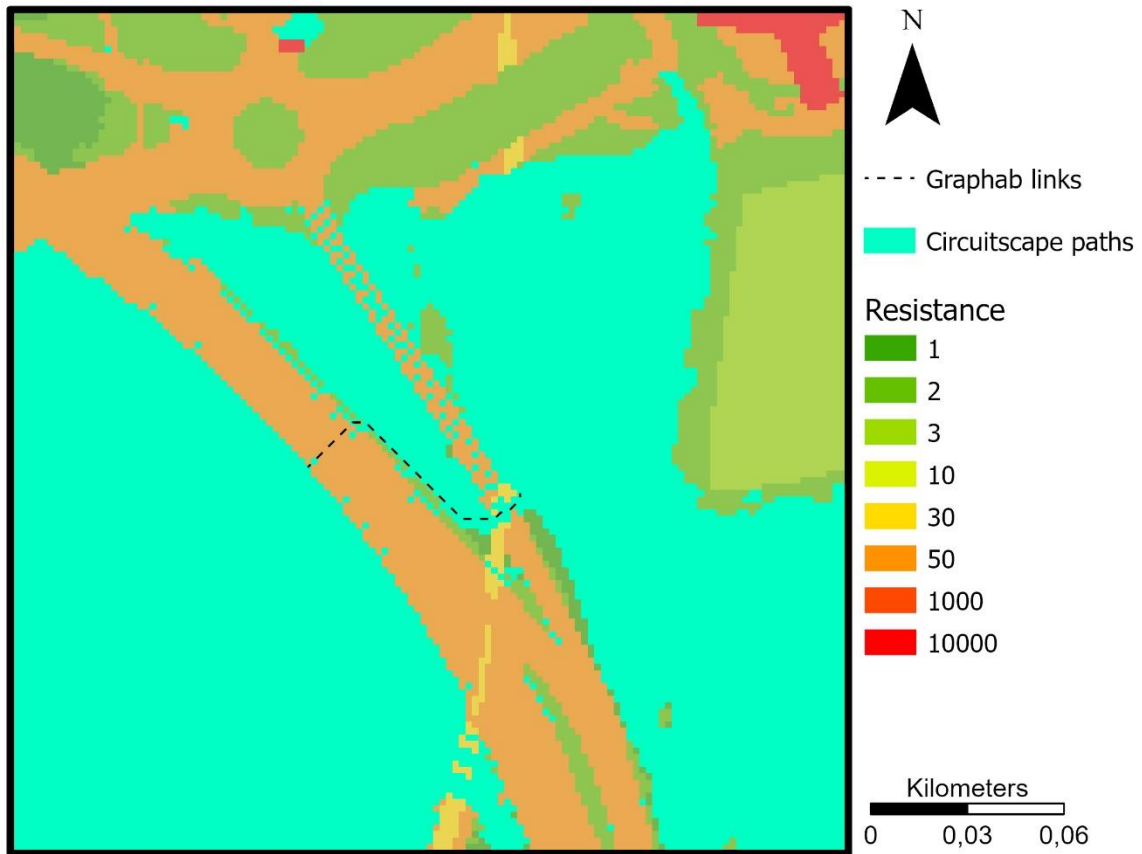 N
Graphab links
Circuitscape paths
Resistance
1
2
3
10
30
50
1000
10000
Kilometers
0 0,03 0,06